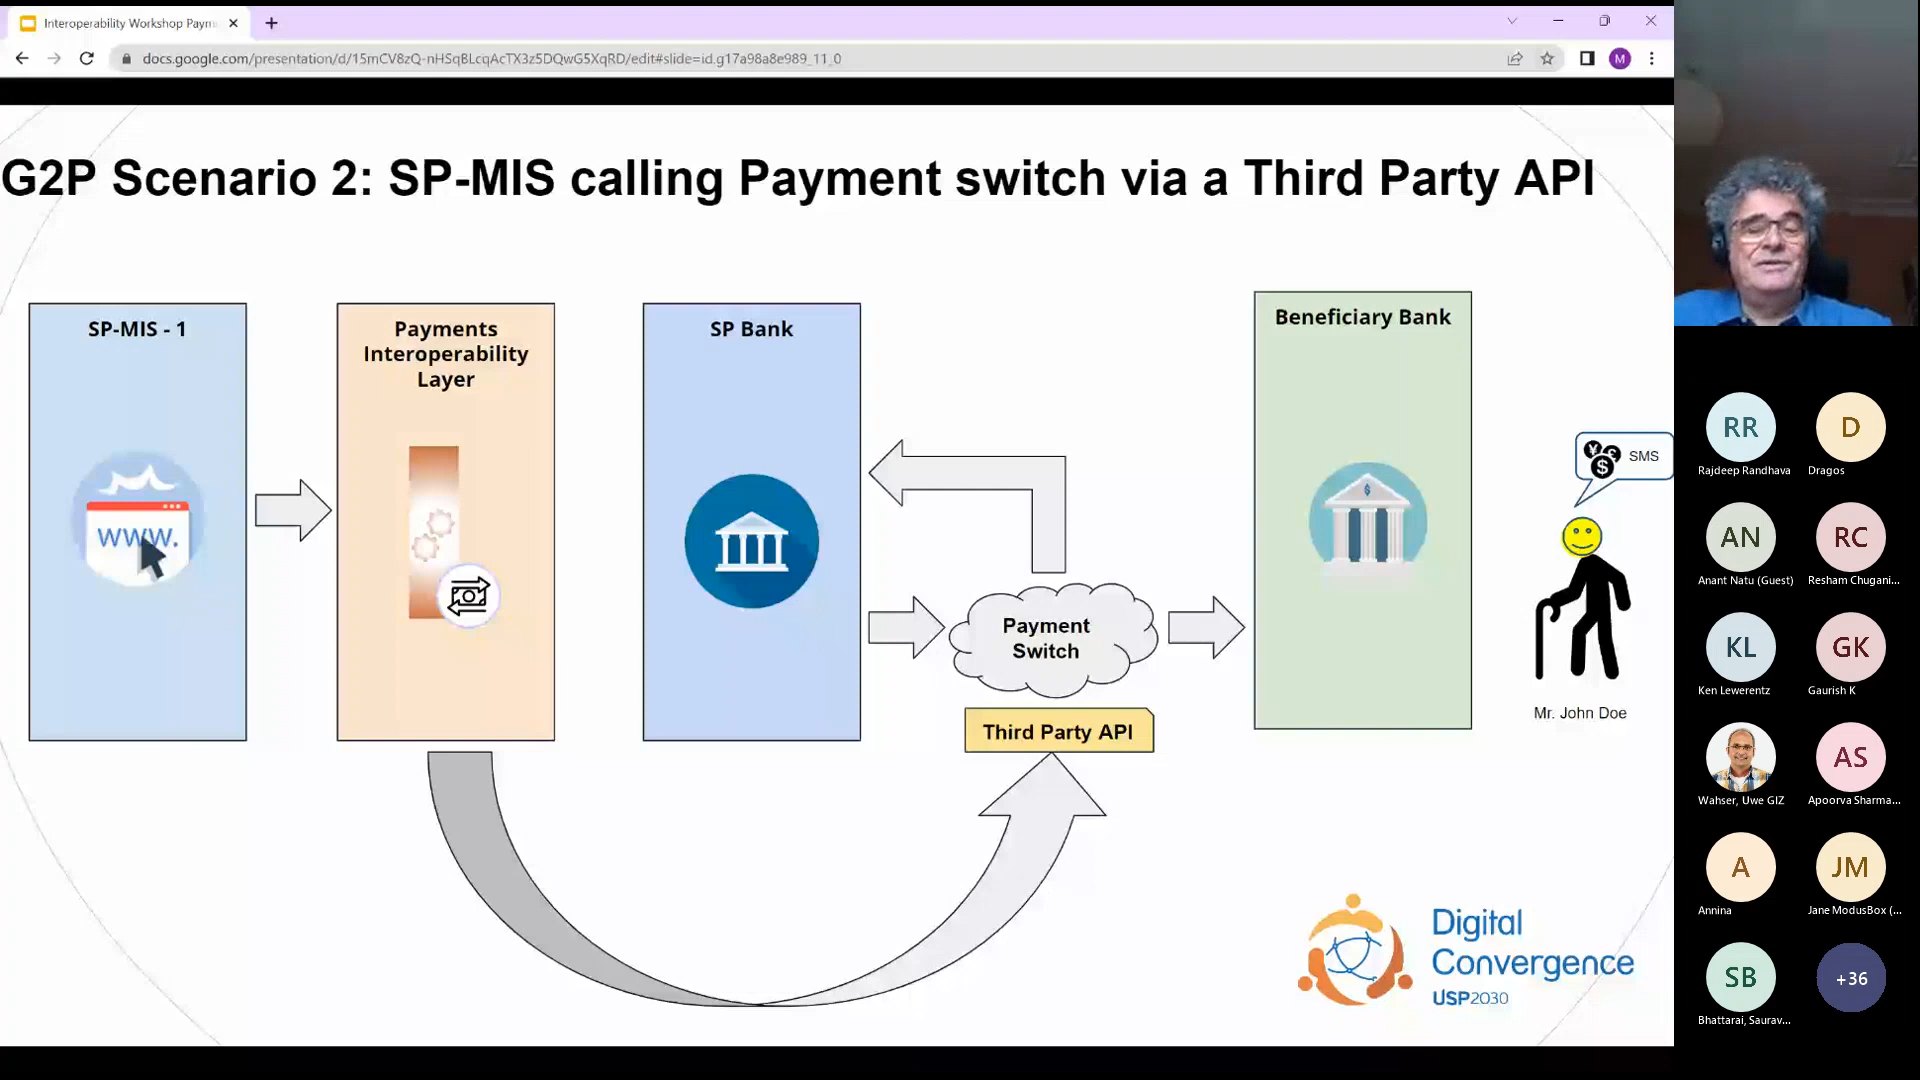 Interoperability Workshop Paym
docs.google.com/presentation/d/15mCV8zQ-nHSqBLcqAcTX3z5DQwG5XqRD/edit#slide=id.g17a98a8e989_11_0
M
G2P Scenario 2: SP-MIS calling Payment switch via a Third Party API
SP-MIS - 1
www.
Payments
Interoperability
Layer
SP Bank
Payment
Switch
Third Party API
Beneficiary Bank
SMS
Mr. John Doe
Digital
Convergence
USP2030
RR
Rajdeep Randhava
D
Dragos
AN
Anant Natu (Guest)
RC
Resham Chugani...
KL
Ken Lewerentz
GK
Gaurish K
Wahser, Uwe GIZ
AS
Apoorva Sharma...
A
Annina
JM
Jane ModusBox (...
SB
Bhattarai, Saurav...
+36